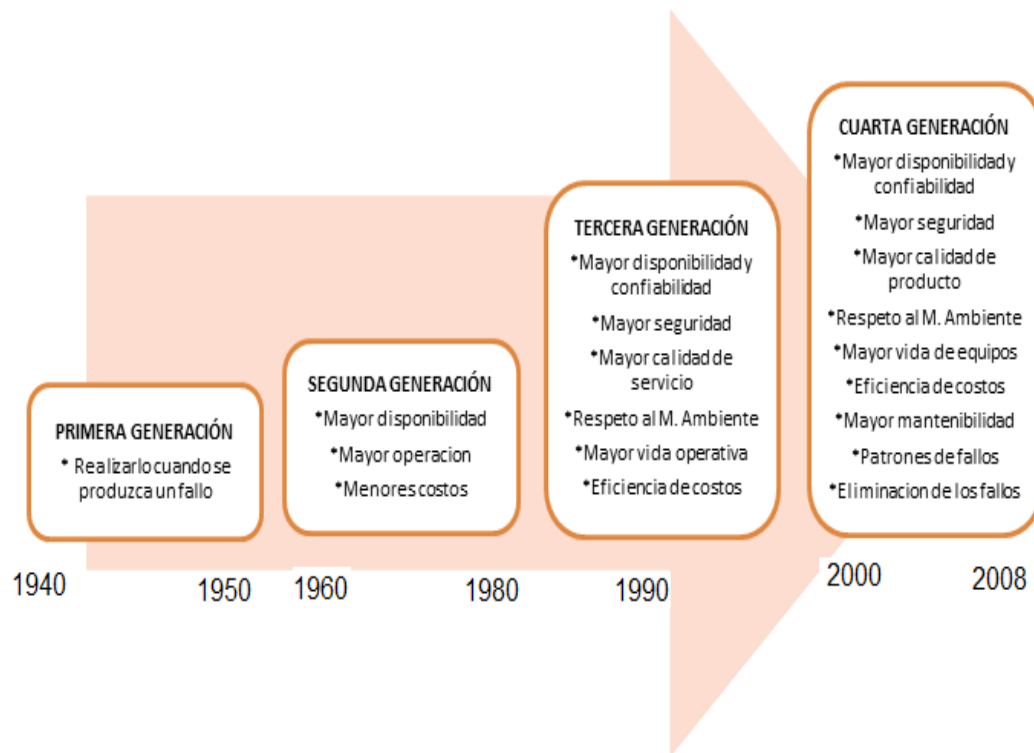 PRIMERA GENERACIÓN
* Realizarlo cuando se
produzca un fallo
SEGUNDA GENERACIÓN
*Mayor disponibilidad
*Mayor operacion
*Menores costos
TERCERA GENERACIÓN
*Mayor disponibilidad y
confiabilidad
*Mayor seguridad
*Mayor calidad de
servicio
*Respeto al M. Ambiente
*Mayor vida operativa
*Eficiencia de costos
CUARTA GENERACIÓN
*Mayor disponibilidad y
confiabilidad
*Mayor seguridad
*Mayor calidad de
producto
*Respeto al M. Ambiente
*Mayor vida de equipos
*Eficiencia de costos
*Mayor mantenibilidad
*Patrones de fallos
*Eliminacion de los fallos
1940
1950
1960
1980
1990
2000
2008